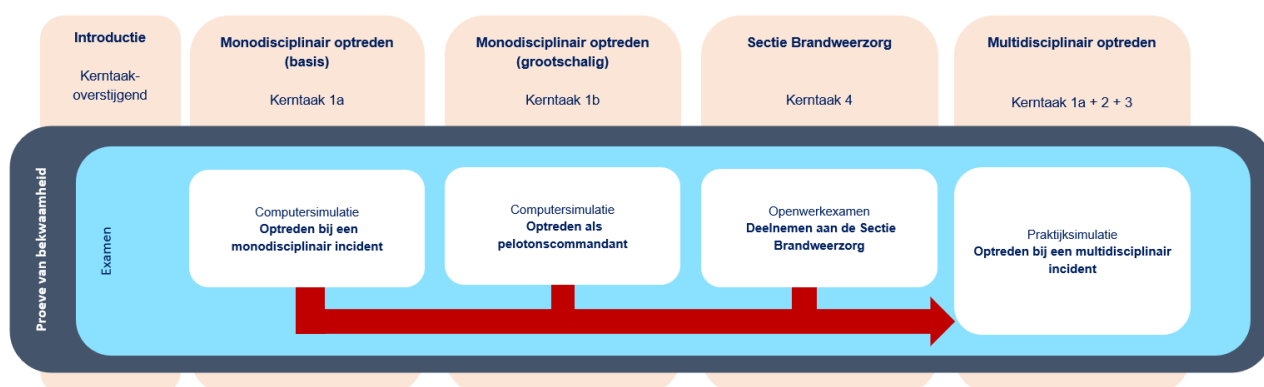 Introductie
Kerntaak-
overstijgend
Monodisciplinair optreden
(basis)
Kerntaak 1a
Monodisciplinair optreden
(grootschalig)
Kerntaak 1b
Sectie Brandweerzorg
Kerntaak 4
Multidisciplinair optreden
Kerntaak 1a + 2 + 3
Proeve van bekwaamheid
Examen
Computersimulatie
Optreden bij een
monodisciplinair incident
Computersimulatie
Optreden als
pelotonscommandant
Openwerkexamen
Deelnemen aan de Sectie
Brandweerzorg
Praktijksimulatie
Optreden bij een multidisciplinair
incident